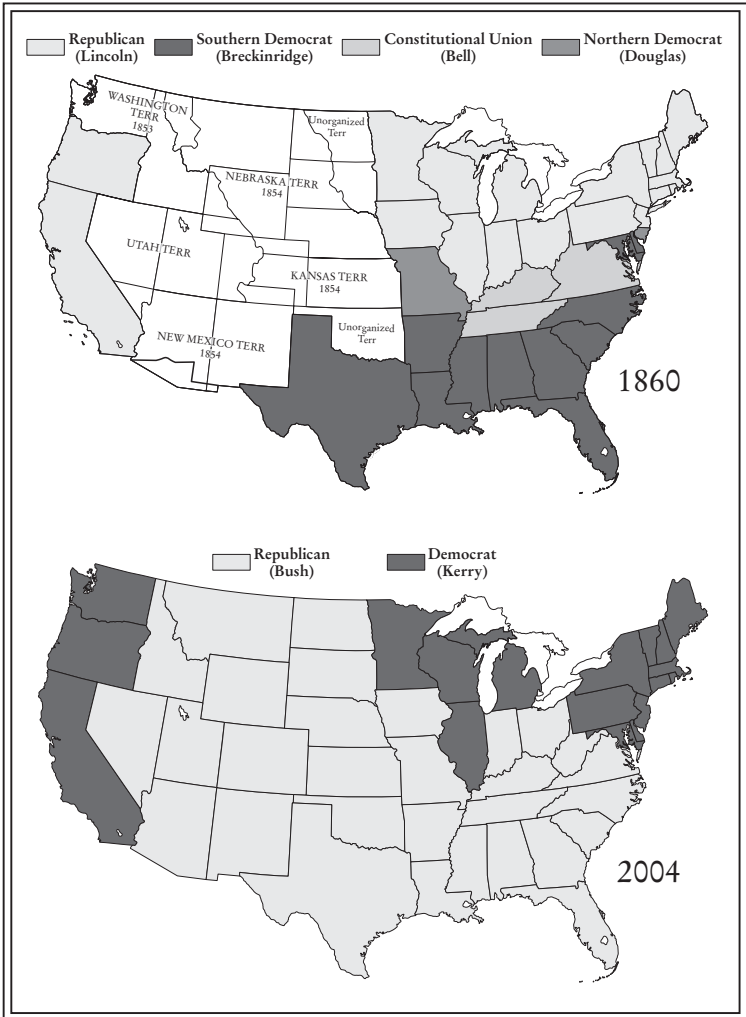 Republican
(Lincoln)
Southern Democrat
(Breckinridge)
Constitutional Union
(Bell)
Northern Democrat
(Douglas)
WASHINGTON
TERR
1853
Unorganized
Terr
NEBRASKA TERR
1854
UTAH TERR
KANSAS TERR
1854
NEW MEXICO TERR
1854
Unorganized
Terr
1860
Republican
(Bush)
Democrat
(Kerry)
2004